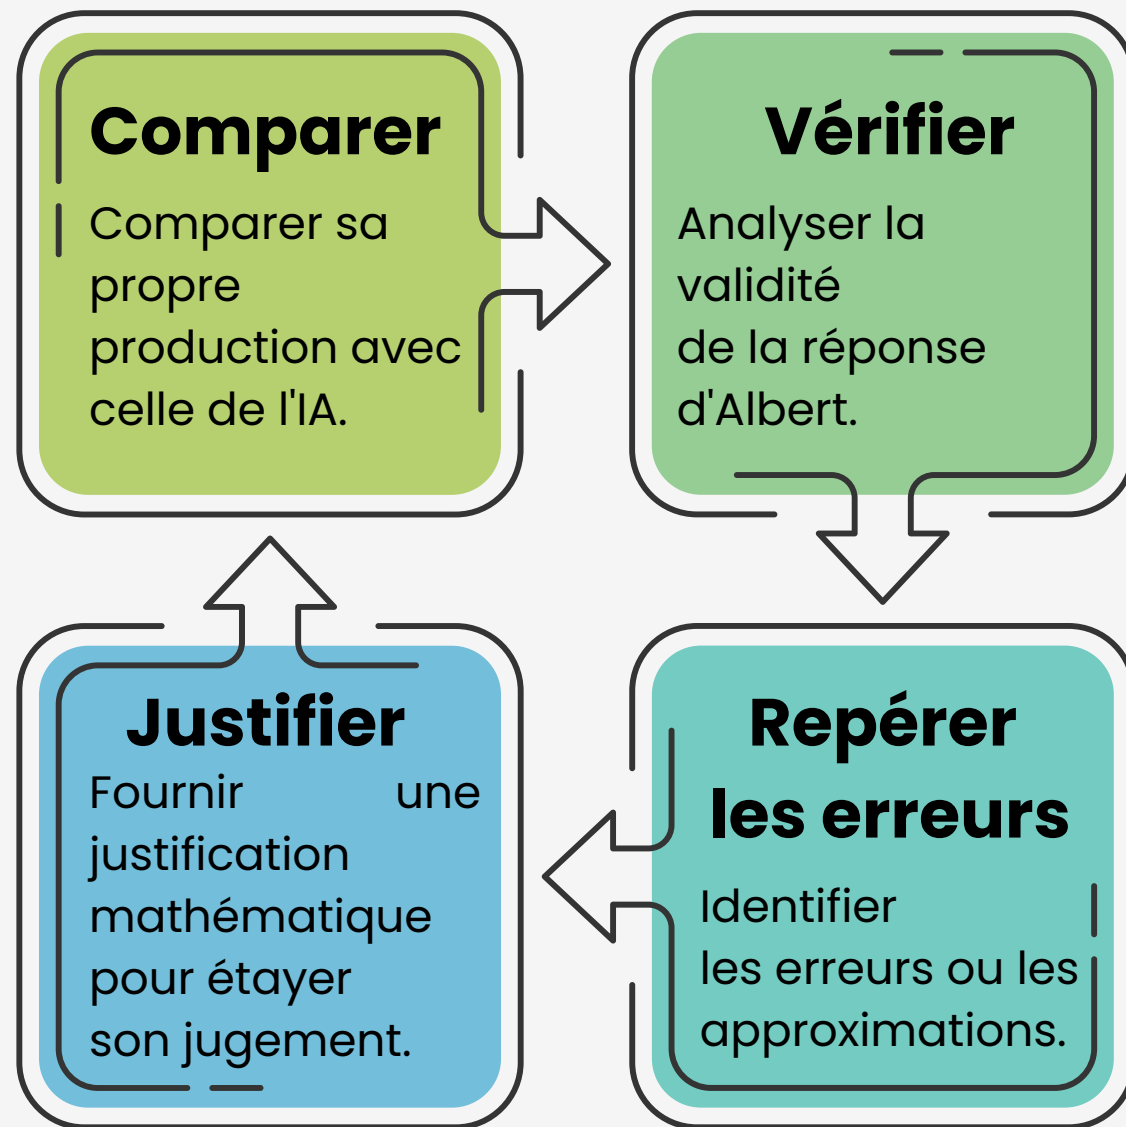 Comparer
Comparer sa
propre
production avec
celle de l'IA.
Vérifier
Analyser la
validité
de la réponse
d'Albert.
Repérer
les erreurs
Identifier
les erreurs ou les
approximations.
Justifier
Fournir une
justification
mathématique
pour étayer
son jugement.